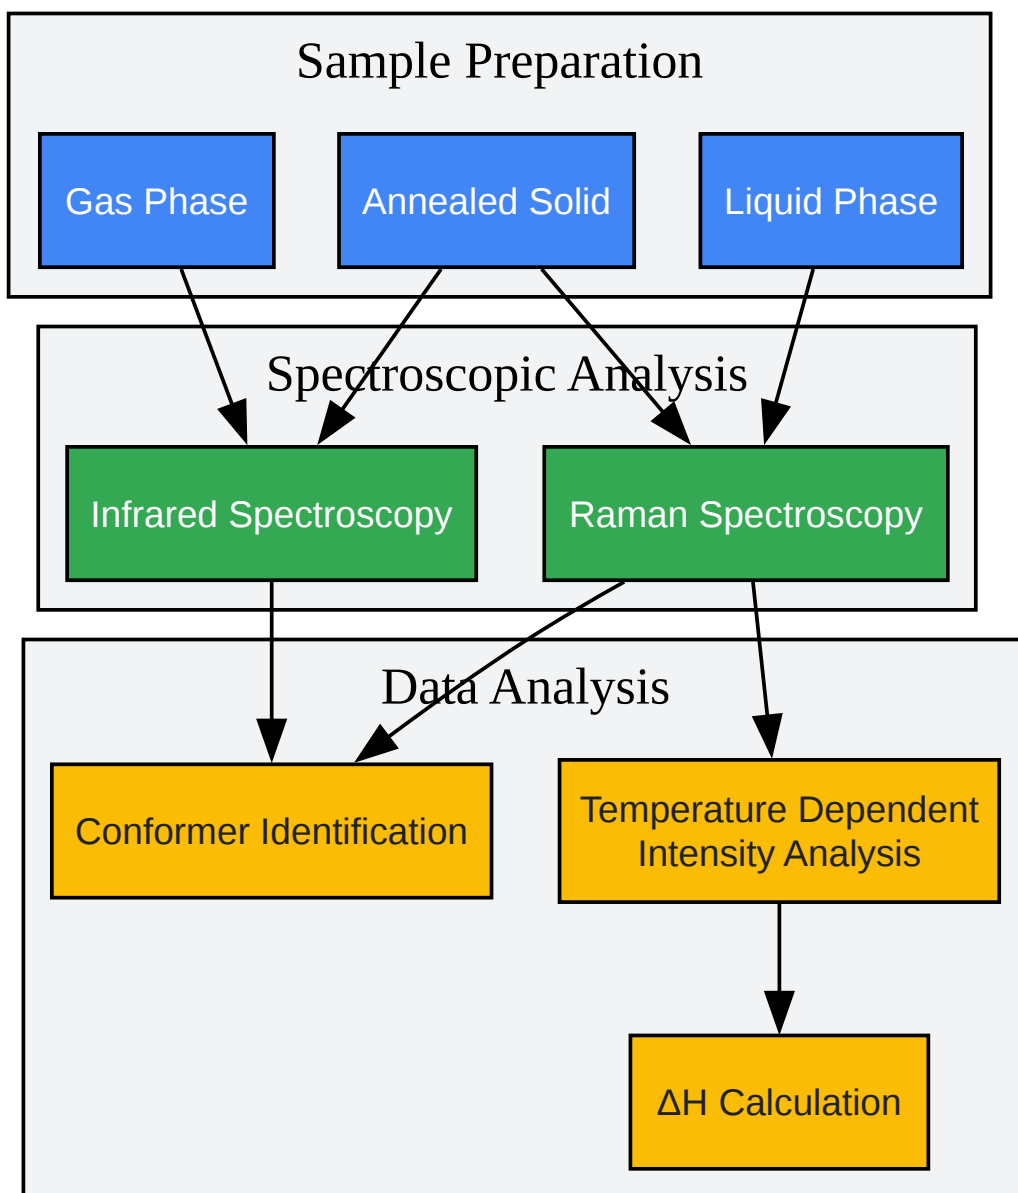 Sample Preparation
Gas Phase
Annealed Solid
Liquid Phase
Spectroscopic Analysis
Infrared Spectroscopy
Raman Spectroscopy
Data Analysis
Conformer Identification
Temperature Dependent
Intensity Analysis
ΔH Calculation